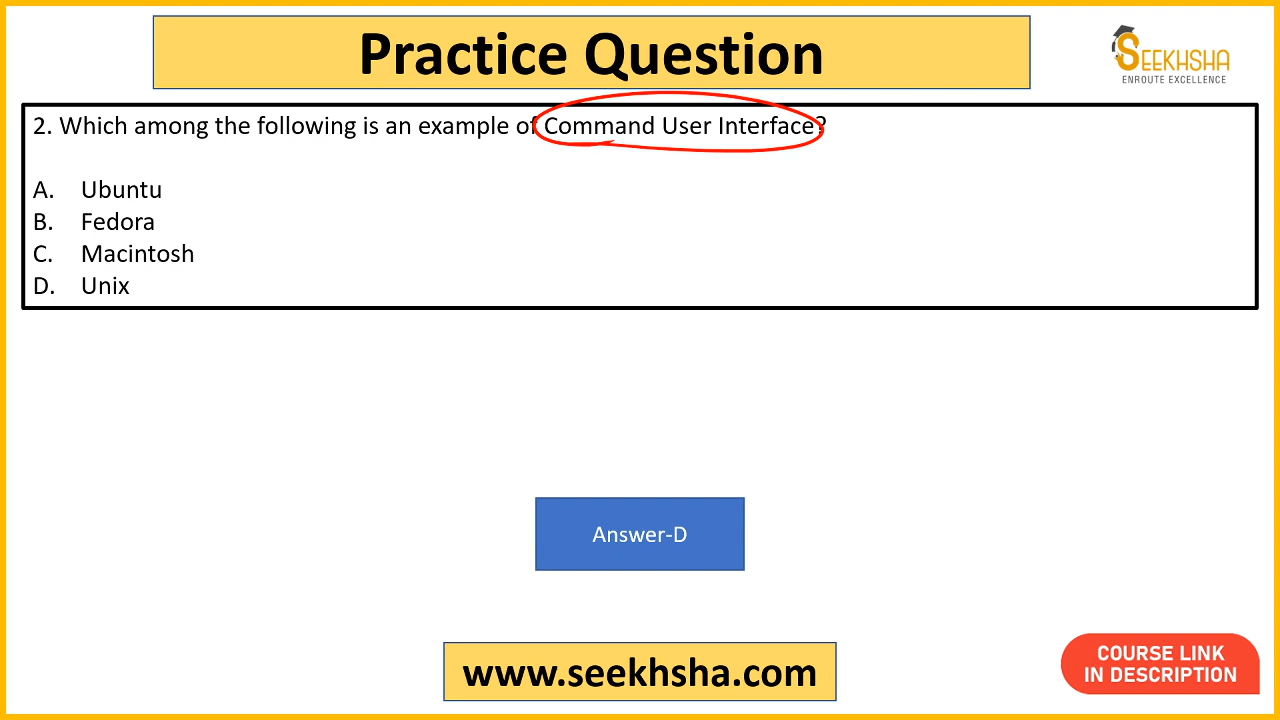 Practice Question
SEEKHSHA
ENROUTE EXCELLENCE
2. Which among the following is an example of Command User Interface?
A. Ubuntu
B. Fedora
C. Macintosh
D. Unix
Answer-D
www.seekhsha.com
COURSE LINK
IN DESCRIPTION